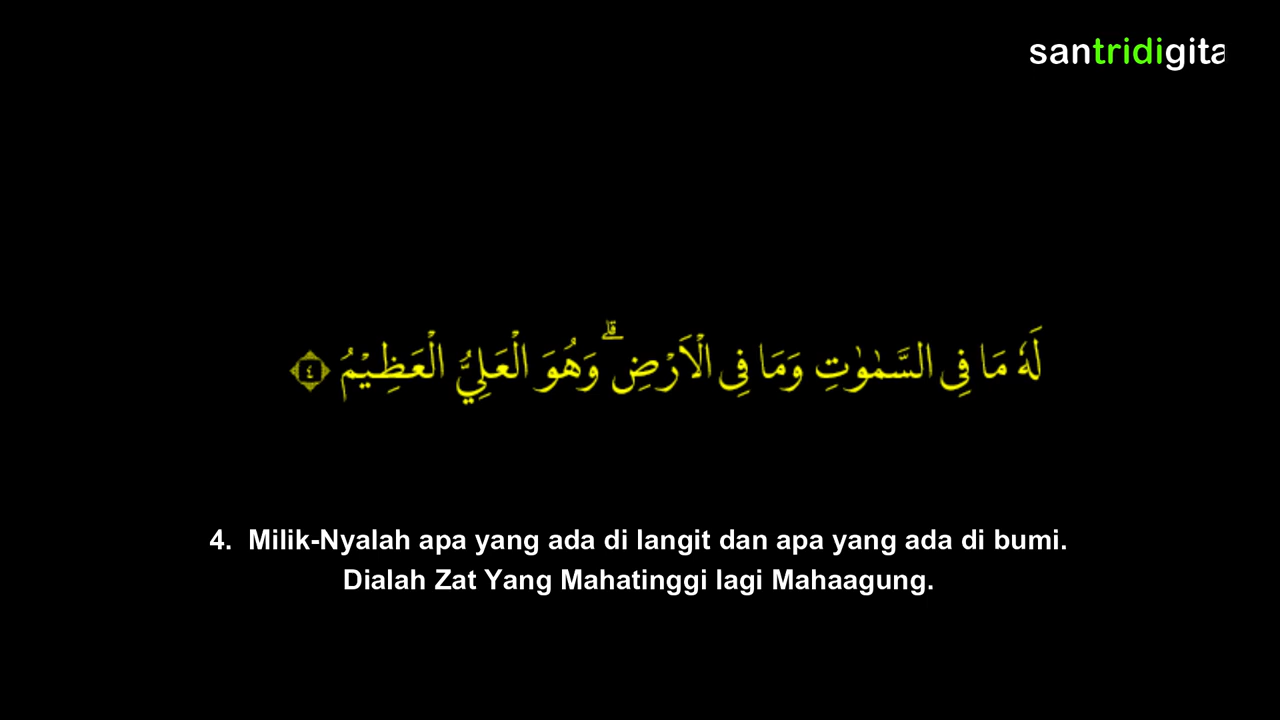 santridigita
لَهٗ مَا فِى السَّمٰوٰتِ وَمَا فِى الْاَرْضِۗ وَهُوَ الْعَلِيُّ الْعَظِيْمُ ٤
4. Milik-Nyalah apa yang ada di langit dan apa yang ada di bumi.
Dialah Zat Yang Mahatinggi lagi Mahaagung.